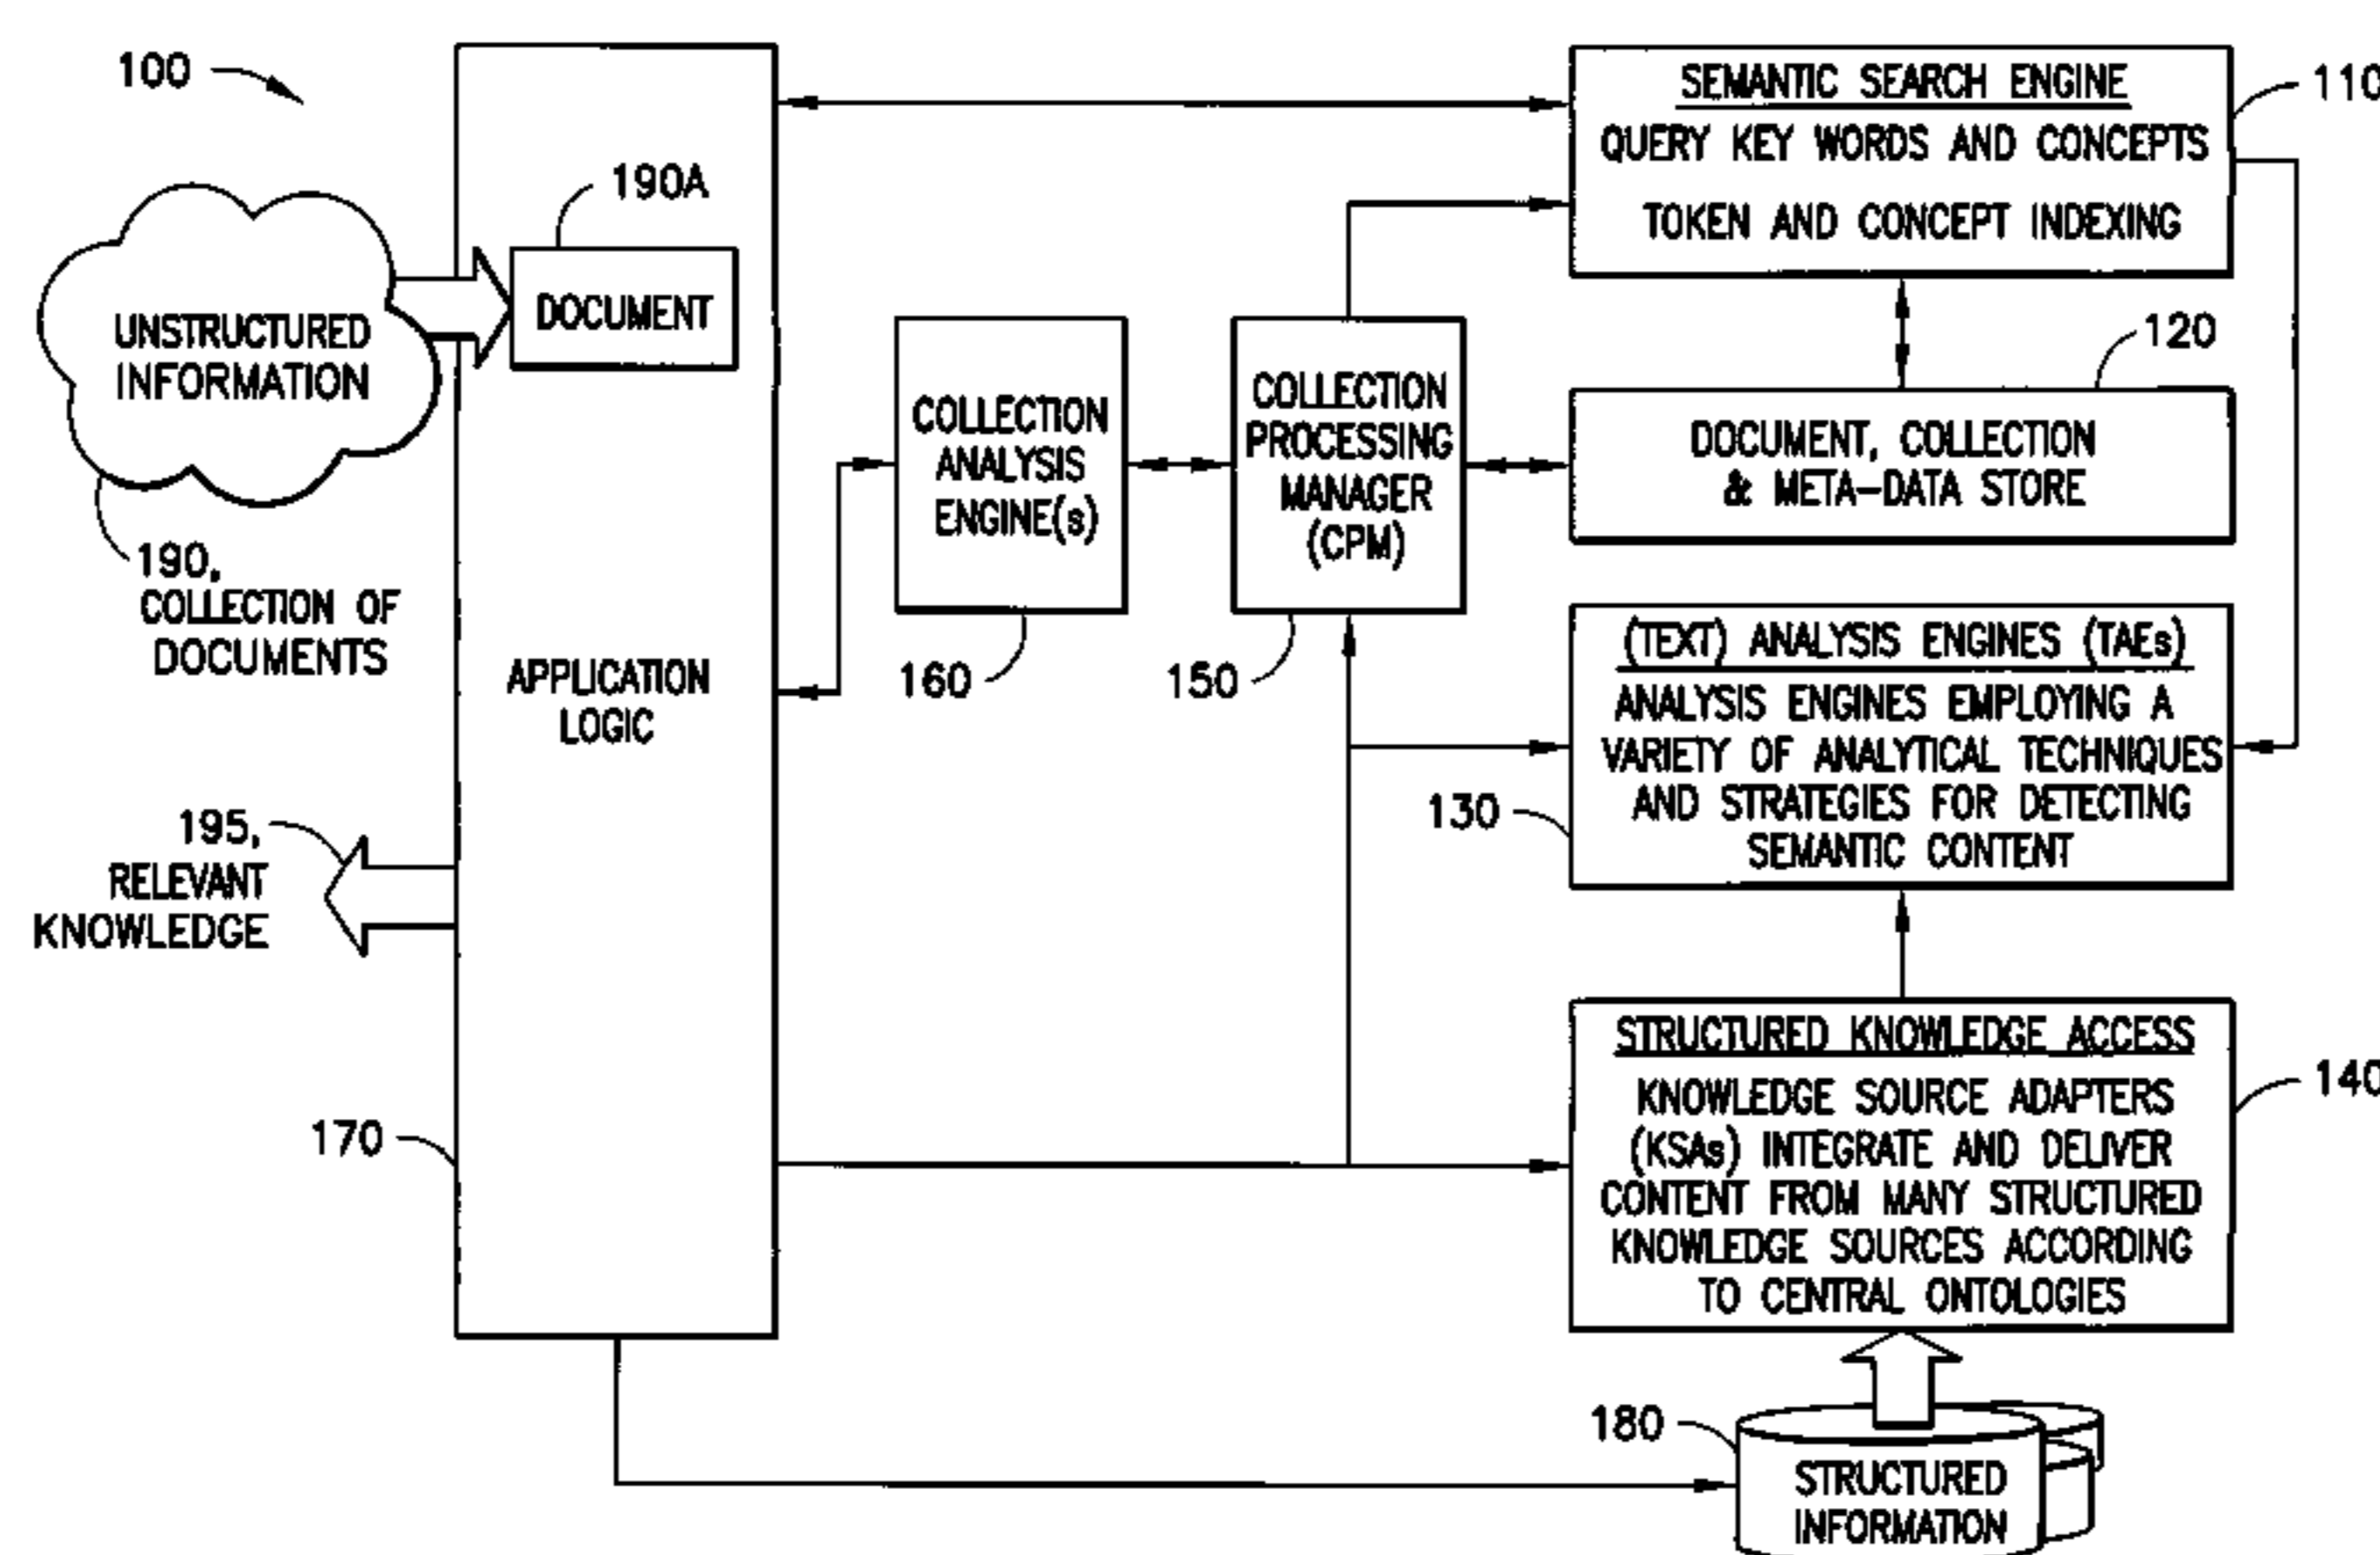 100
UNSTRUCTURED
INFORMATION
190,
COLLECTION OF
DOCUMENTS
195,
RELEVANT
KNOWLEDGE
190A
DOCUMENT
APPLICATION
LOGIC
170
COLLECTION
ANALYSIS
ENGINE(s)
160
COLLECTION
PROCESSING
MANAGER
(CPM)
150
SEMANTIC SEARCH ENGINE
QUERY KEY WORDS AND CONCEPTS
TOKEN AND CONCEPT INDEXING
110
120
DOCUMENT, COLLECTION
& META-DATA STORE
(TEXT) ANALYSIS ENGINES (TAEs)
ANALYSIS ENGINES EMPLOYING A
VARIETY OF ANALYTICAL TECHNIQUES
AND STRATEGIES FOR DETECTING
SEMANTIC CONTENT
130
STRUCTURED KNOWLEDGE ACCESS
KNOWLEDGE SOURCE ADAPTERS
(KSAs) INTEGRATE AND DELIVER
CONTENT FROM MANY STRUCTURED
KNOWLEDGE SOURCES ACCORDING
TO CENTRAL ONTOLOGIES
140
180
STRUCTURED
INFORMATION